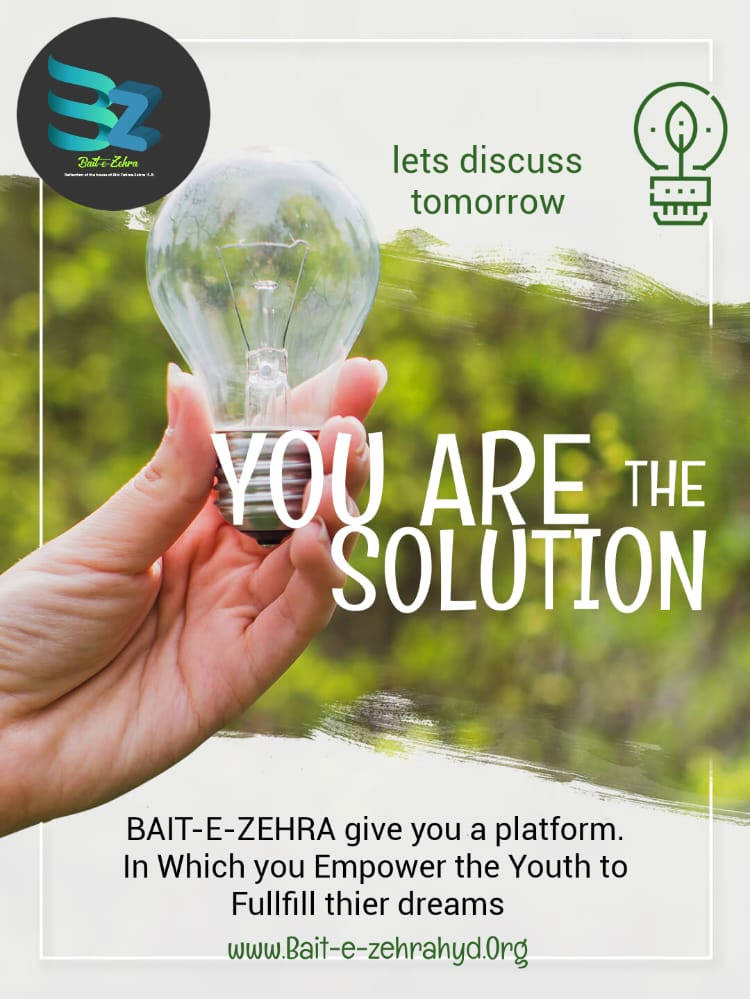 Bait-e-Zehra
lets discuss
tomorrow
YOU ARE THE
SOLUTION
BAIT-E-ZEHRA give you a platform.
In Which you Empower the Youth to
Fullfill thier dreams
www.Bait-e-zehrahyd.Org